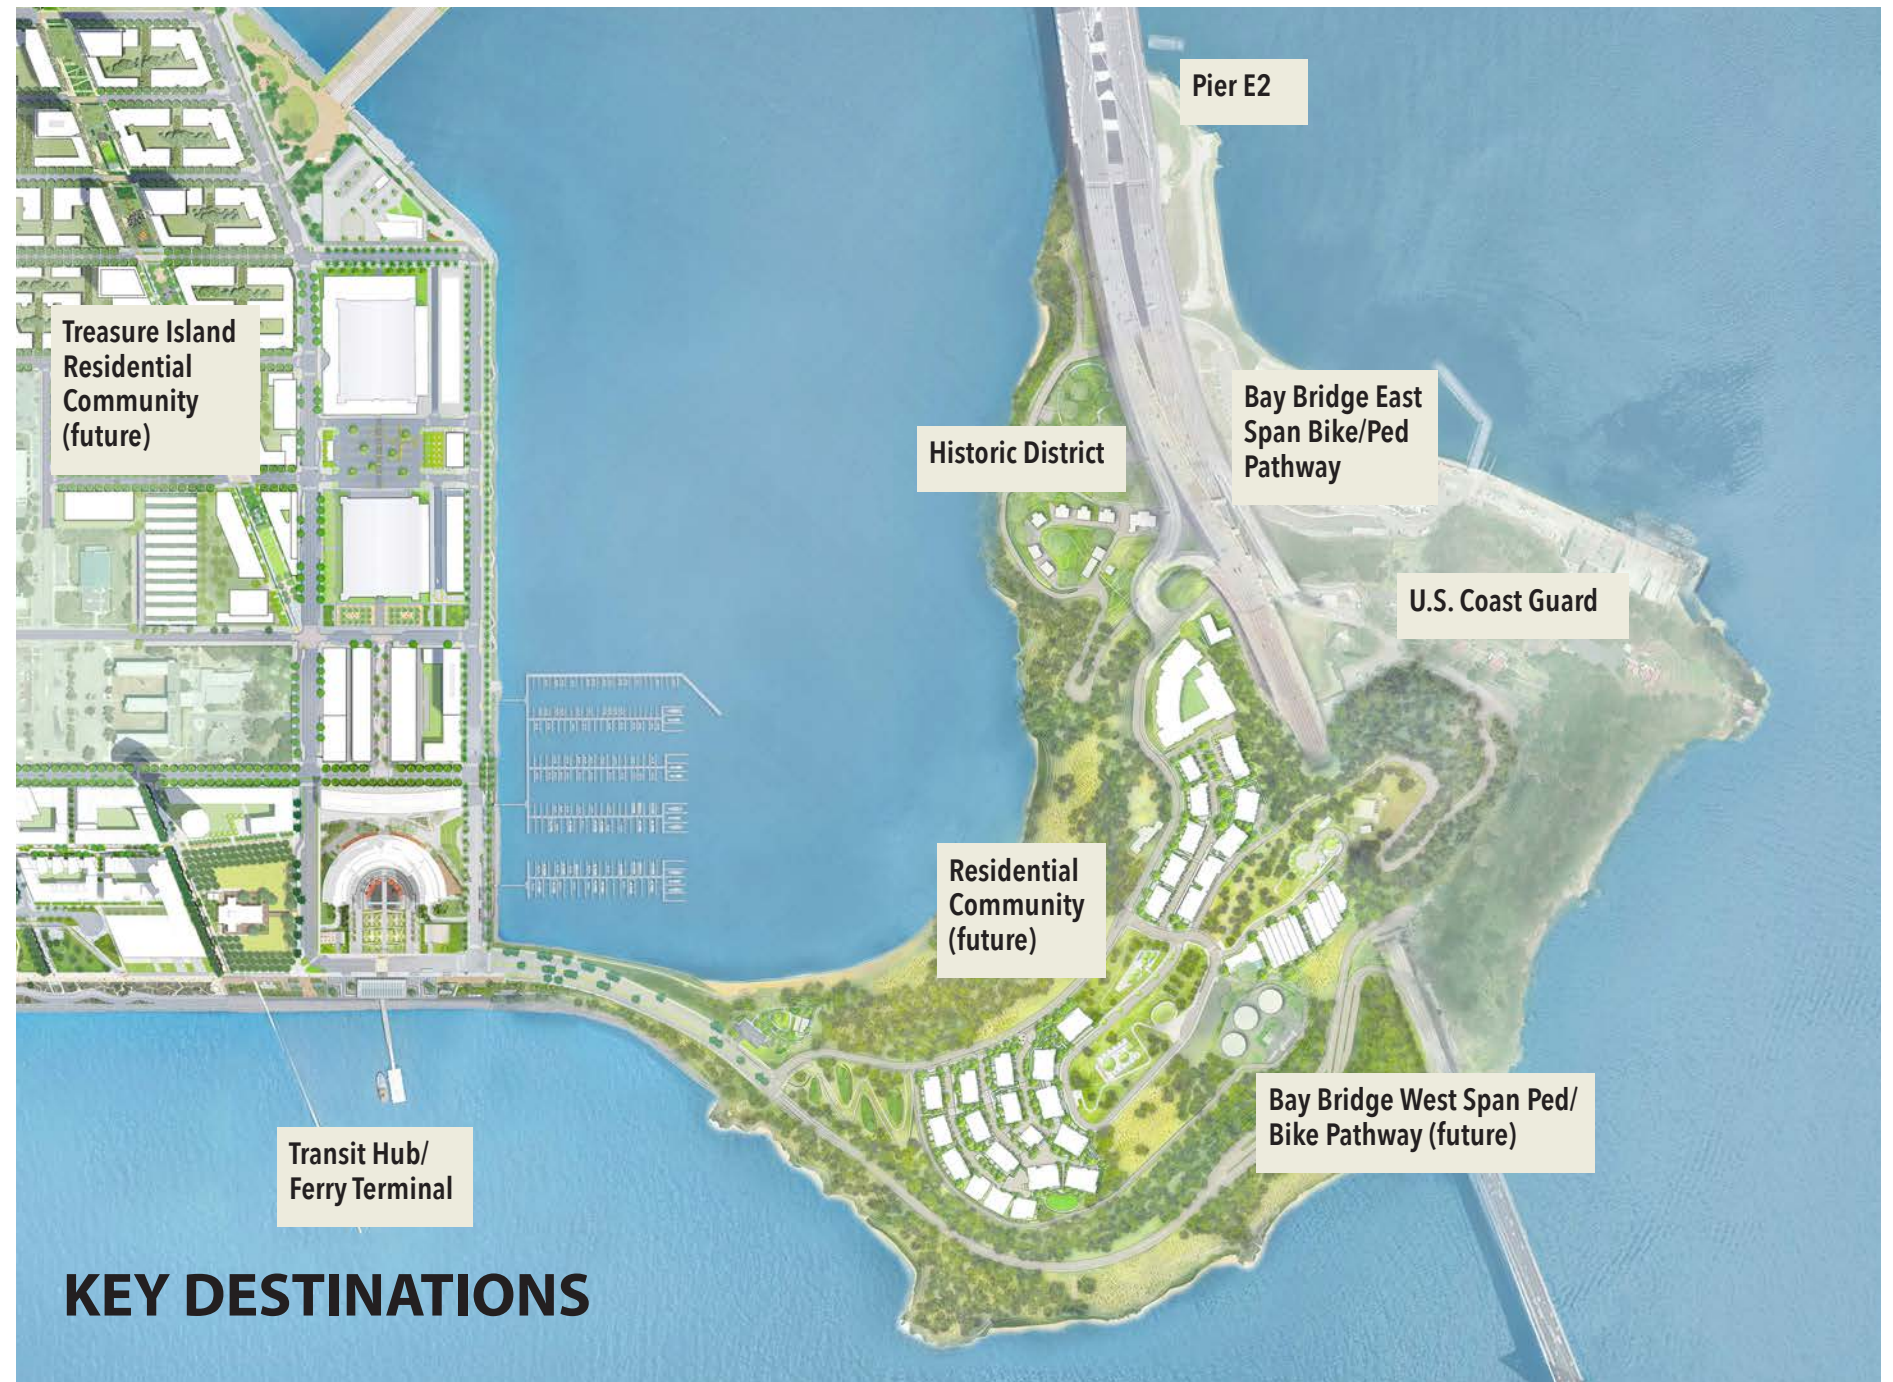 Pier E2
Treasure Island
Residential
Community
(future)
Bay Bridge East
Span Bike/Ped
Pathway
Historic District
U.S. Coast Guard
Residential
Community
(future)
Bay Bridge West Span Ped/
Bike Pathway (future)
Transit Hub/
Ferry Terminal
KEY DESTINATIONS